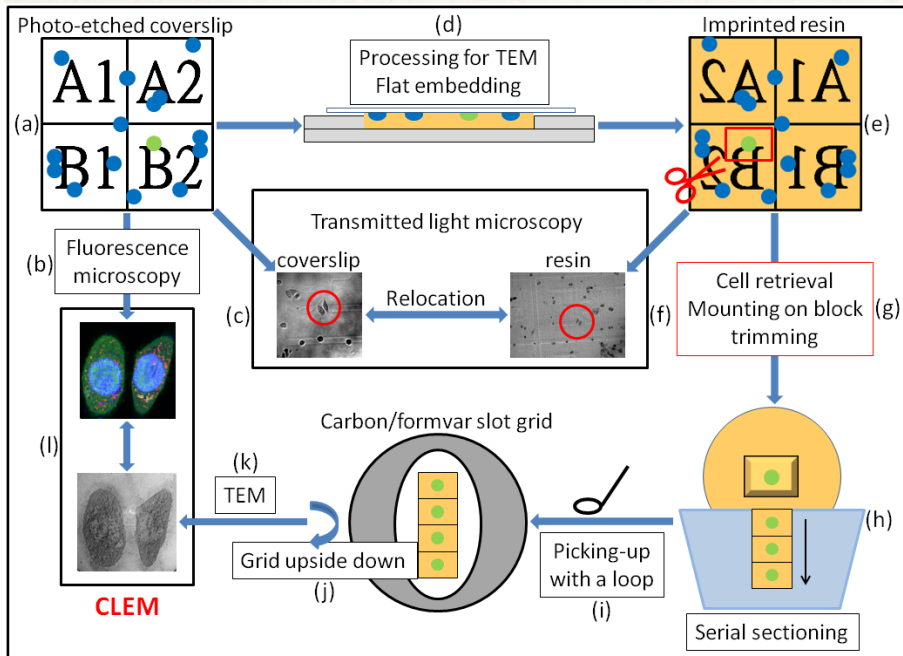 Photo-etched coverslip
(d)
Imprinted resin
Processing for TEM
Flat embedding
A1
A2
A2
A1
(a)
(e)
B1
B2
B2
B1
Transmitted light microscopy
(b)
Fluorescence
microscopy
coverslip
resin
Relocation
(c)
(f)
Cell retrieval
Mounting on block
trimming
(g)
Carbon/formvar slot grid
(l)
(k)
TEM
(h)
Grid upside down
(j)
Picking-up
with a loop
(i)
CLEM
Serial sectioning